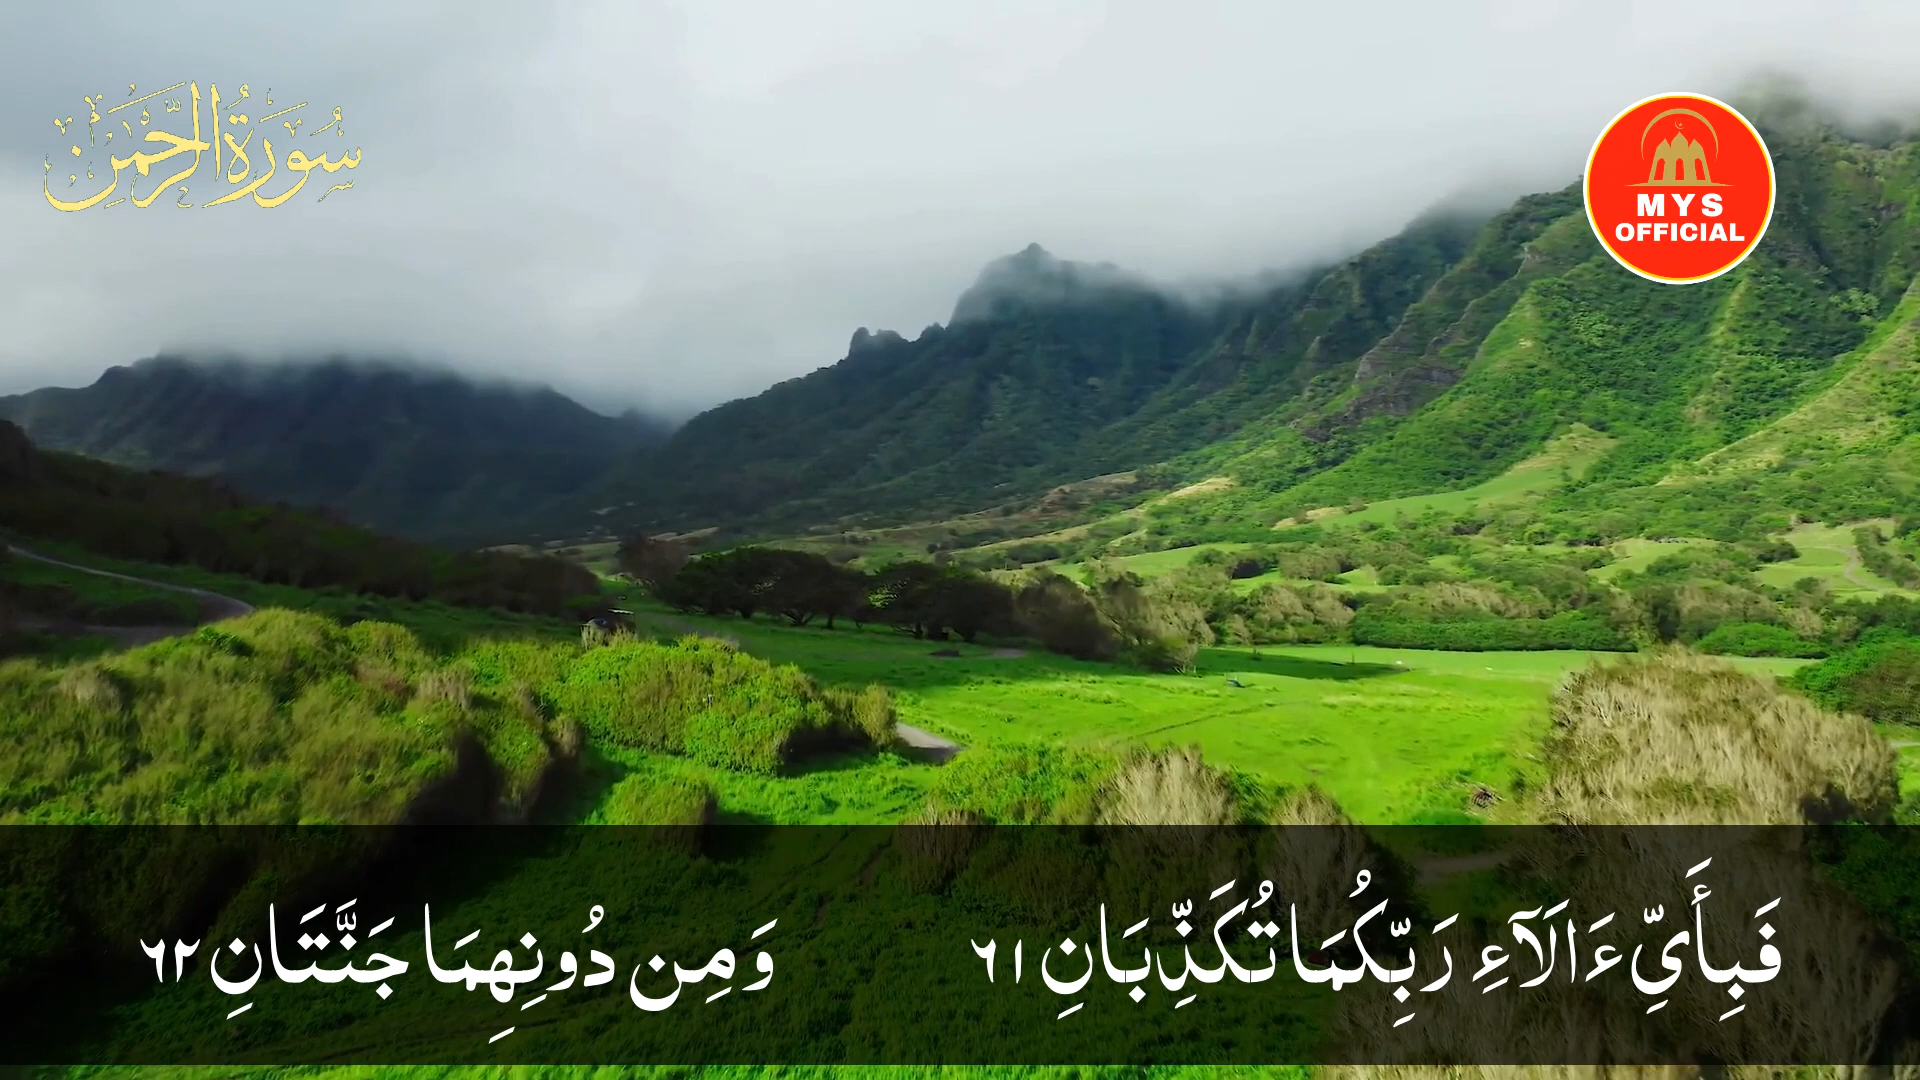 سُورَةُ الرَّحْمٰن
MYS
OFFICIAL
فَبِأَيِّ ءَالَآءِ رَبِّكُمَا تُكَذِّبَانِ ٦١ وَمِن دُونِهِمَا جَنَّتَانِ ٦٢